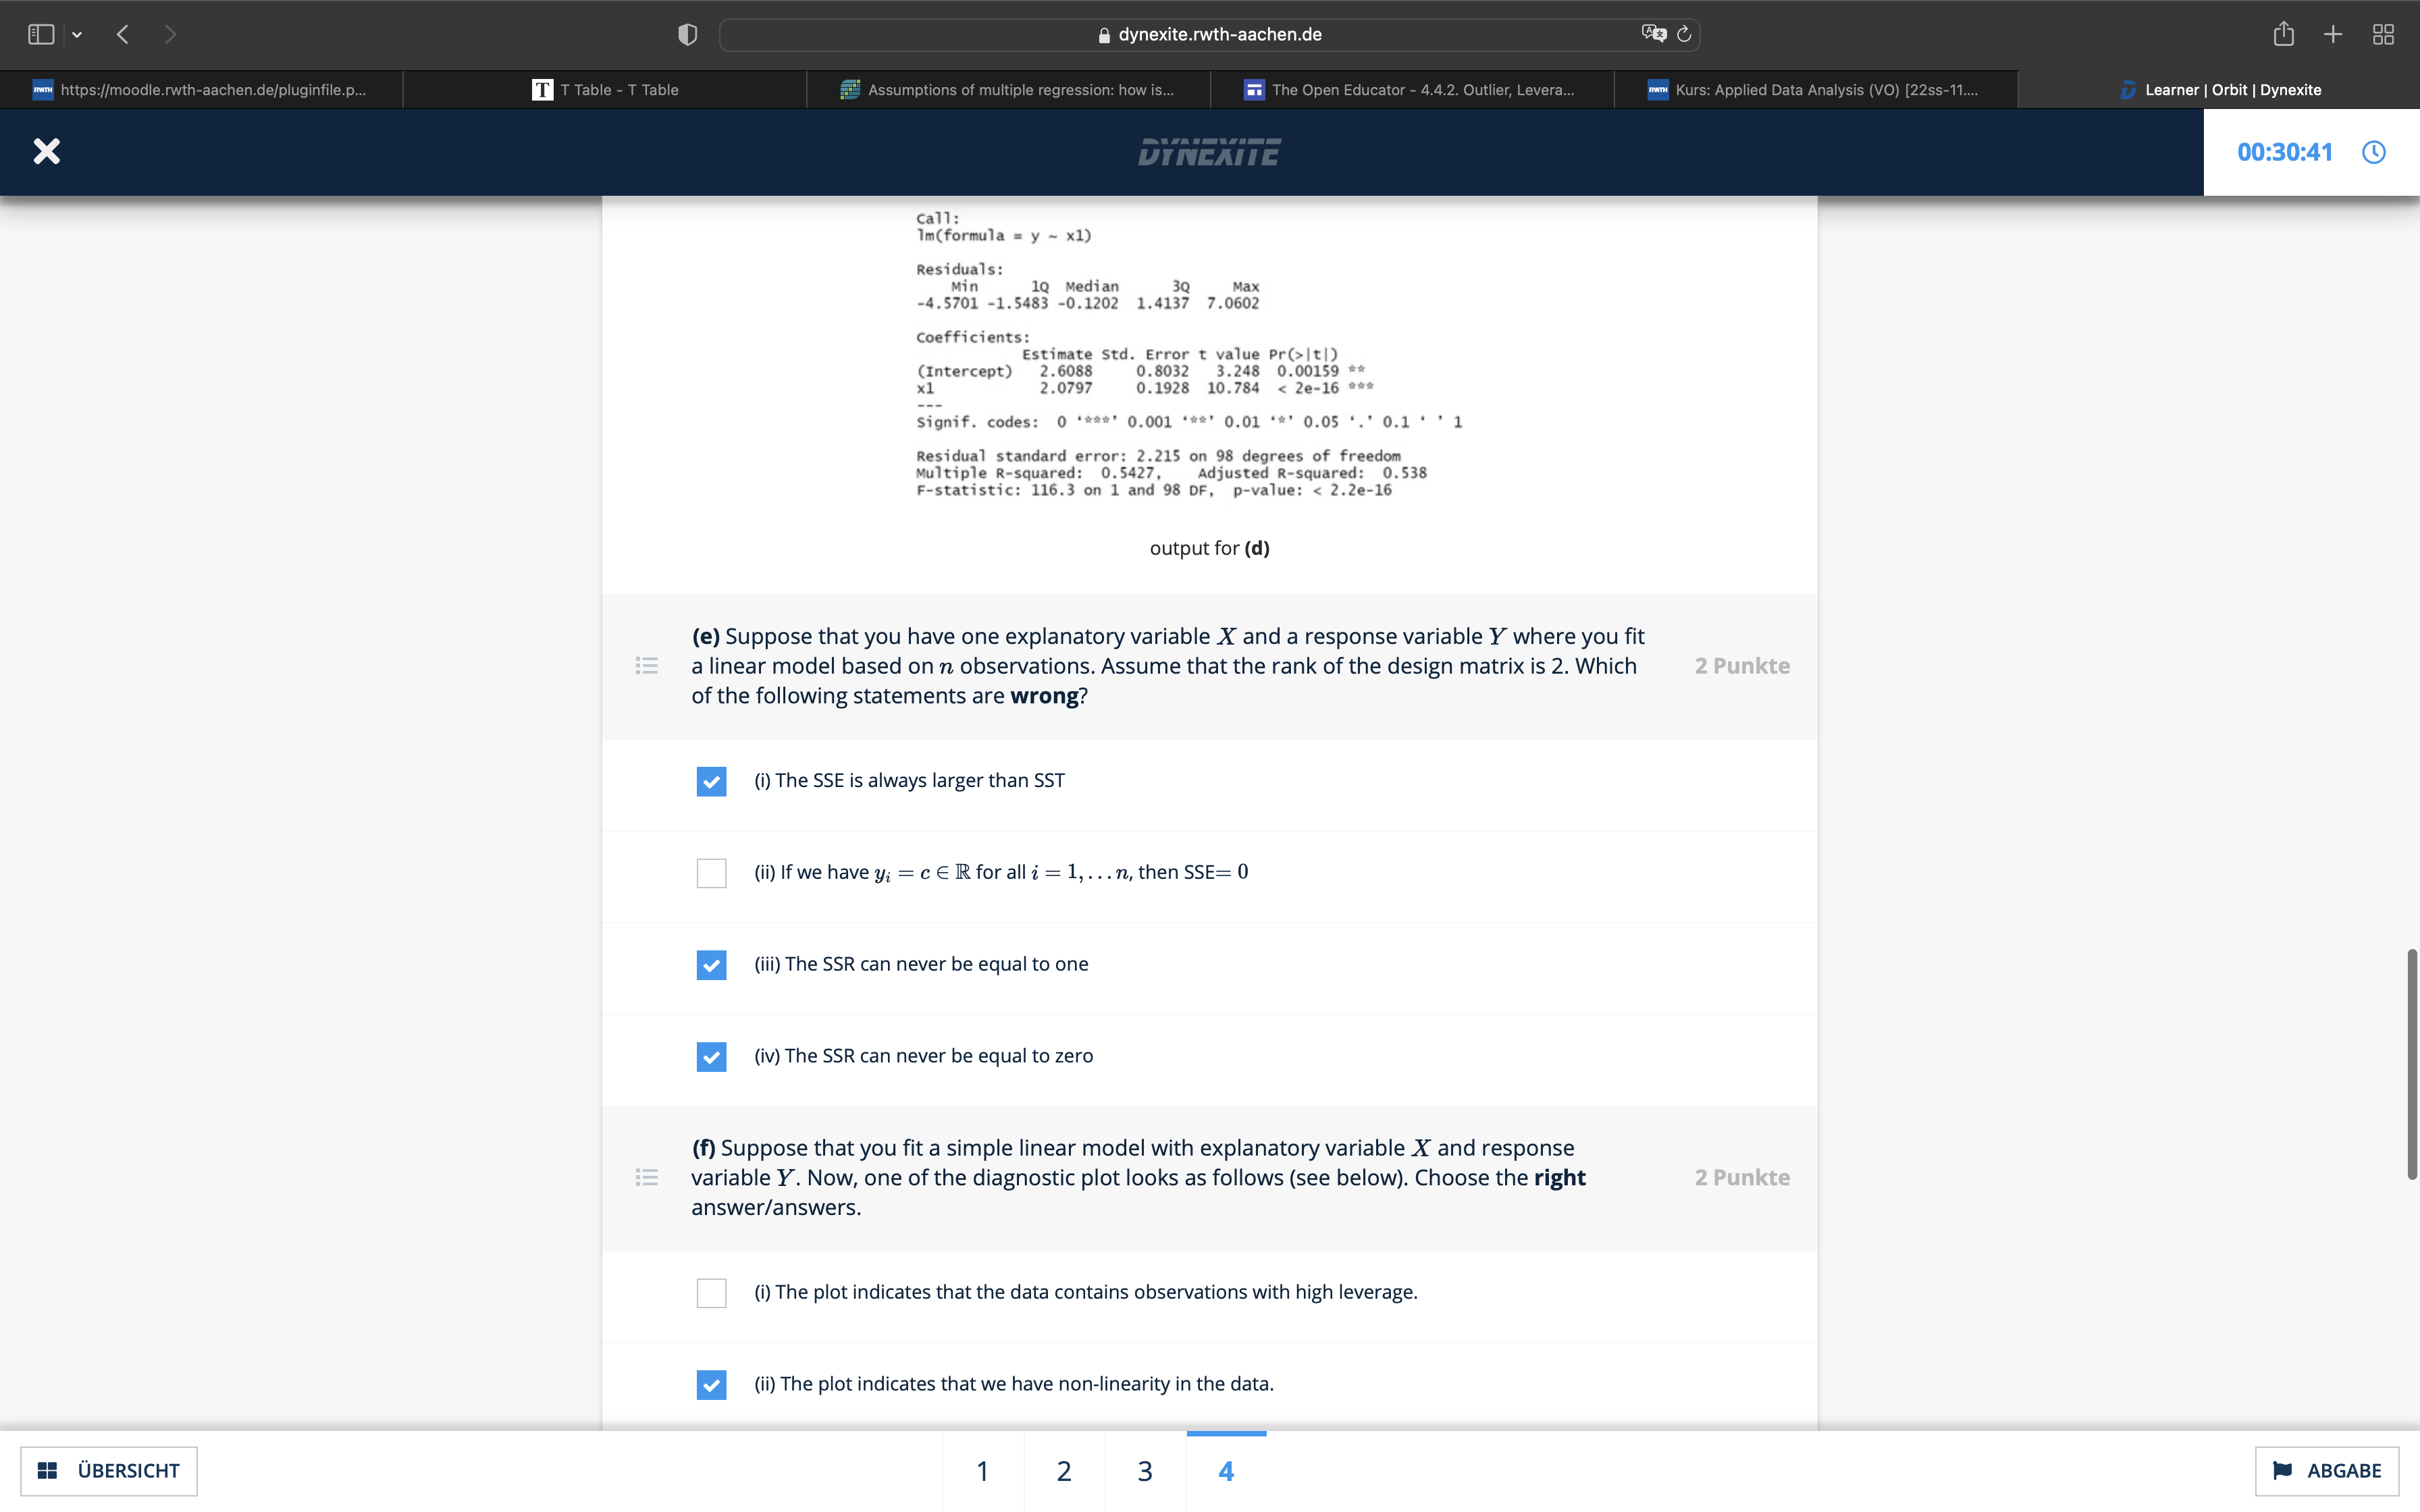 dynexite.rwth-aachen.de
https://moodle.rwth-aachen.de/pluginfile.p...
T Table - T Table
Assumptions of multiple regression: how is...
The Open Educator - 4.4.2. Outlier, Levera...
Kurs: Applied Data Analysis (VO) [22ss-11....
Learner | Orbit | Dynexite
DYNEXITE
00:30:41
Call:
lm(formula = y ~ x1)
Residuals:
Min 1Q Median 3Q Max
-4.5701 -1.5483 -0.1202 1.4137 7.0602
Coefficients:
Estimate Std. Error t value Pr(>|t|)
(Intercept) 2.6088 0.8032 3.248 0.00159 **
x1 2.0797 0.1928 10.784 < 2e-16 ***
---
Signif. codes: 0 ‘***’ 0.001 ‘**’ 0.01 ‘*’ 0.05 ‘.’ 0.1 ‘ ’ 1
Residual standard error: 2.215 on 98 degrees of freedom
Multiple R-squared: 0.5427, Adjusted R-squared: 0.538
F-statistic: 116.3 on 1 and 98 DF, p-value: < 2.2e-16
output for (d)
(e) Suppose that you have one explanatory variable X and a response variable Y where you fit
a linear model based on n observations. Assume that the rank of the design matrix is 2. Which
of the following statements are wrong?
2 Punkte
(i) The SSE is always larger than SST
(ii) If we have yᵢ = c ∈ ℝ for all i = 1, . . . n, then SSE= 0
(iii) The SSR can never be equal to one
(iv) The SSR can never be equal to zero
(f) Suppose that you fit a simple linear model with explanatory variable X and response
variable Y. Now, one of the diagnostic plot looks as follows (see below). Choose the right
answer/answers.
2 Punkte
(i) The plot indicates that the data contains observations with high leverage.
(ii) The plot indicates that we have non-linearity in the data.
ÜBERSICHT
1 2 3 4
ABGABE